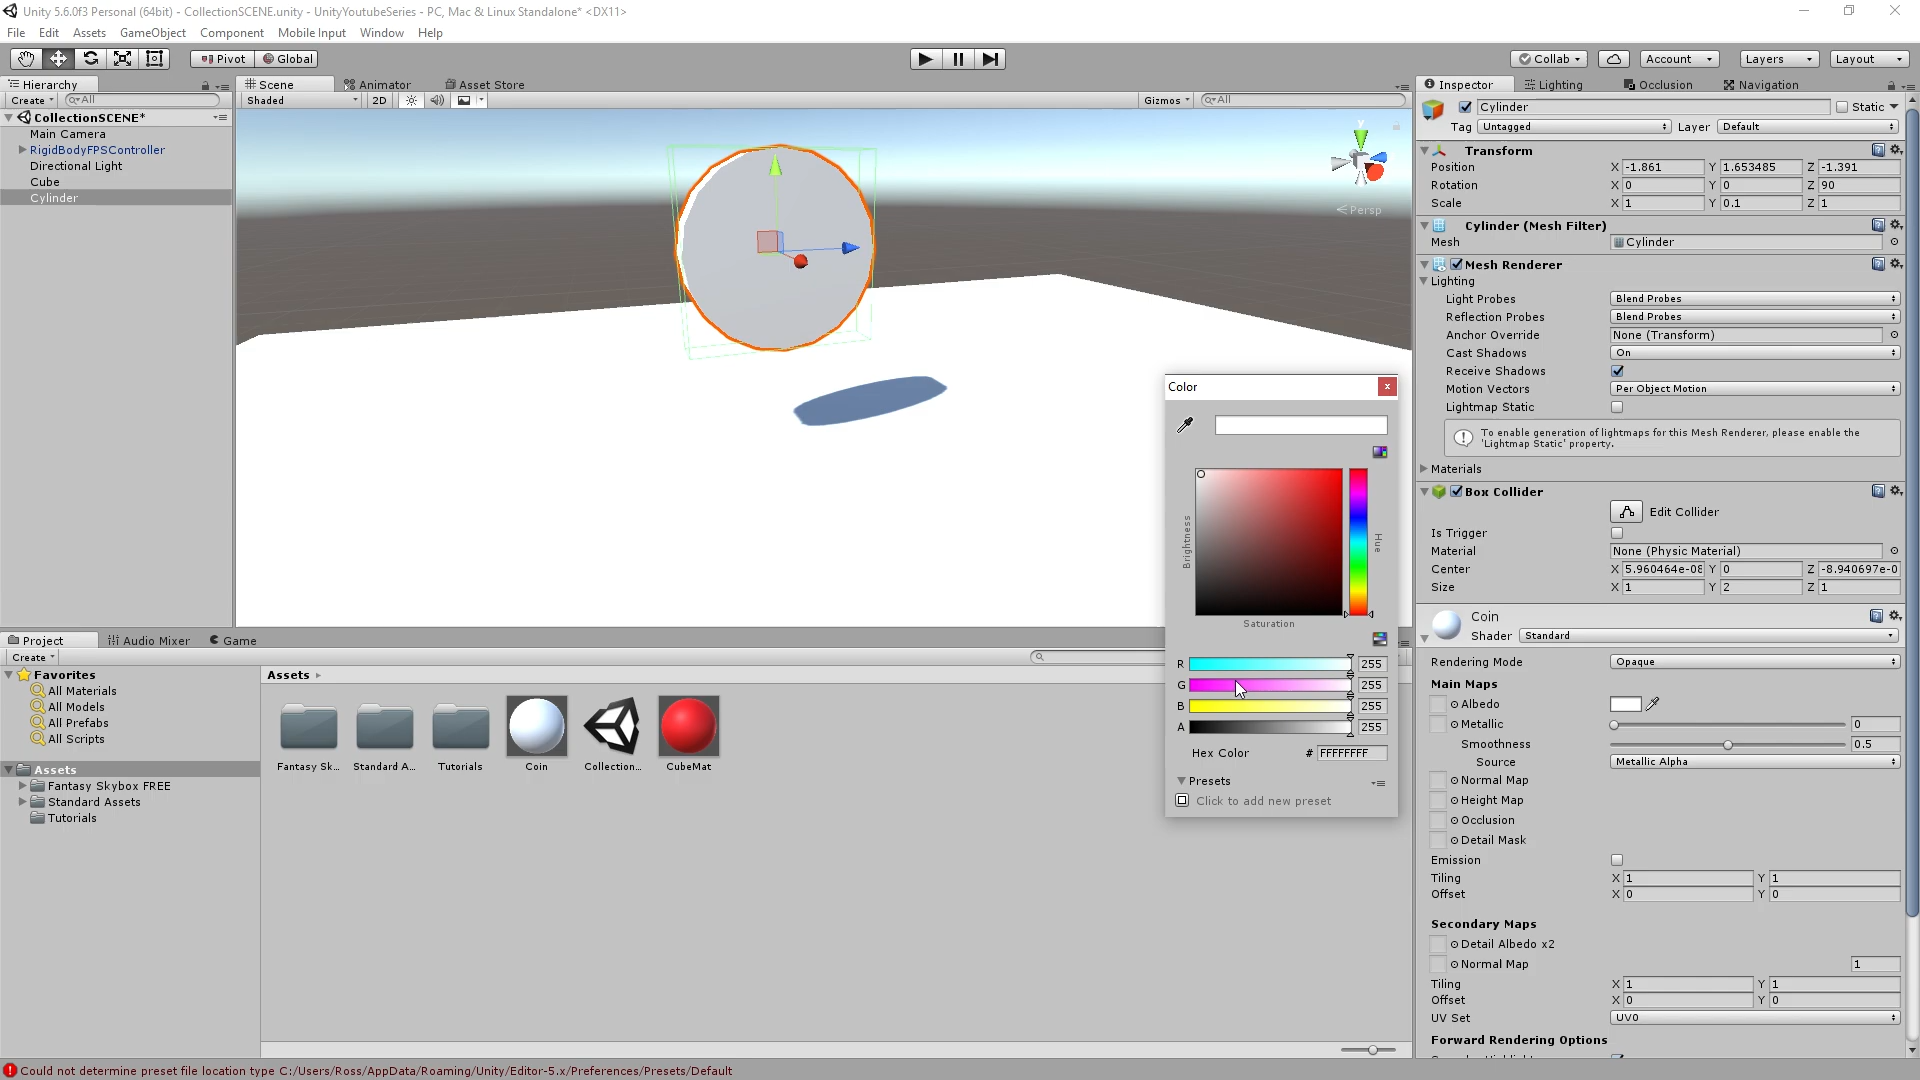 Unity 5.6.0f3 Personal (64bit) - CollectionSCENE.unity - UnityYoutubeSeries - PC, Mac & Linux Standalone* <DX11>
File Edit Assets GameObject Component Mobile Input Window Help
Pivot Global Collab Account Layers Layout
Hierarchy
Create All
CollectionSCENE*
Main Camera
RigidBodyFPSController
Directional Light
Cube
Cylinder
Scene Animator Asset Store
Shaded 2D Gizmos All
y
Persp
Color
Brightness
Hue
Saturation
R 255
G 255
B 255
A 255
Hex Color # FFFFFFFF
Presets
Click to add new preset
Project Audio Mixer Game
Create
Favorites
All Materials
All Models
All Prefabs
All Scripts
Assets
Fantasy Skybox FREE
Standard Assets
Tutorials
Assets
Fantasy Sk... Standard A... Tutorials Coin Collection... CubeMat
Inspector Lighting Occlusion Navigation
Cylinder Static
Tag Untagged Layer Default
Transform
Position X -1.861 Y 1.653485 Z -1.391
Rotation X 0 Y 0 Z 90
Scale X 1 Y 0.1 Z 1
Cylinder (Mesh Filter)
Mesh Cylinder
Mesh Renderer
Lighting
Light Probes Blend Probes
Reflection Probes Blend Probes
Anchor Override None (Transform)
Cast Shadows On
Receive Shadows
Motion Vectors Per Object Motion
Lightmap Static
To enable generation of lightmaps for this Mesh Renderer, please enable the
'Lightmap Static' property.
Materials
Box Collider
Edit Collider
Is Trigger
Material None (Physic Material)
Center X 5.960464e-08 Y 0 Z -8.940697e-0
Size X 1 Y 2 Z 1
Coin
Shader Standard
Rendering Mode Opaque
Main Maps
Albedo
Metallic 0
Smoothness 0.5
Source Metallic Alpha
Normal Map
Height Map
Occlusion
Detail Mask
Emission
Tiling X 1 Y 1
Offset X 0 Y 0
Secondary Maps
Detail Albedo x2
Normal Map 1
Tiling X 1 Y 1
Offset X 0 Y 0
UV Set UV0
Forward Rendering Options
Could not determine preset file location type C:/Users/Ross/AppData/Roaming/Unity/Editor-5.x/Preferences/Presets/Default